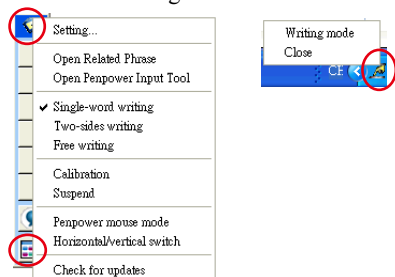 Setting...
Open Related Phrase
Open Penpower Input Tool
Single-word writing
Two-sides writing
Free writing
Calibration
Suspend
Penpower mouse mode
Horizontal/vertical switch
Check for updates
Writing mode
Close